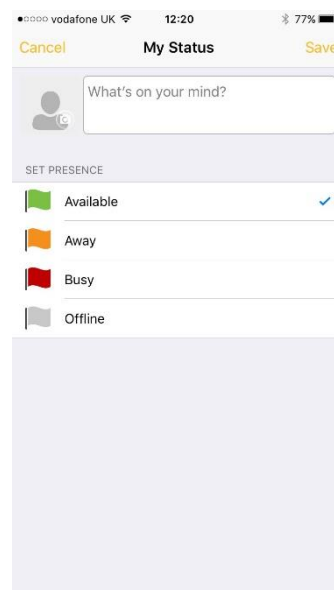 vodafone UK 12:20 77%
Cancel My Status Save
What's on your mind?
SET PRESENCE
Available
Away
Busy
Offline